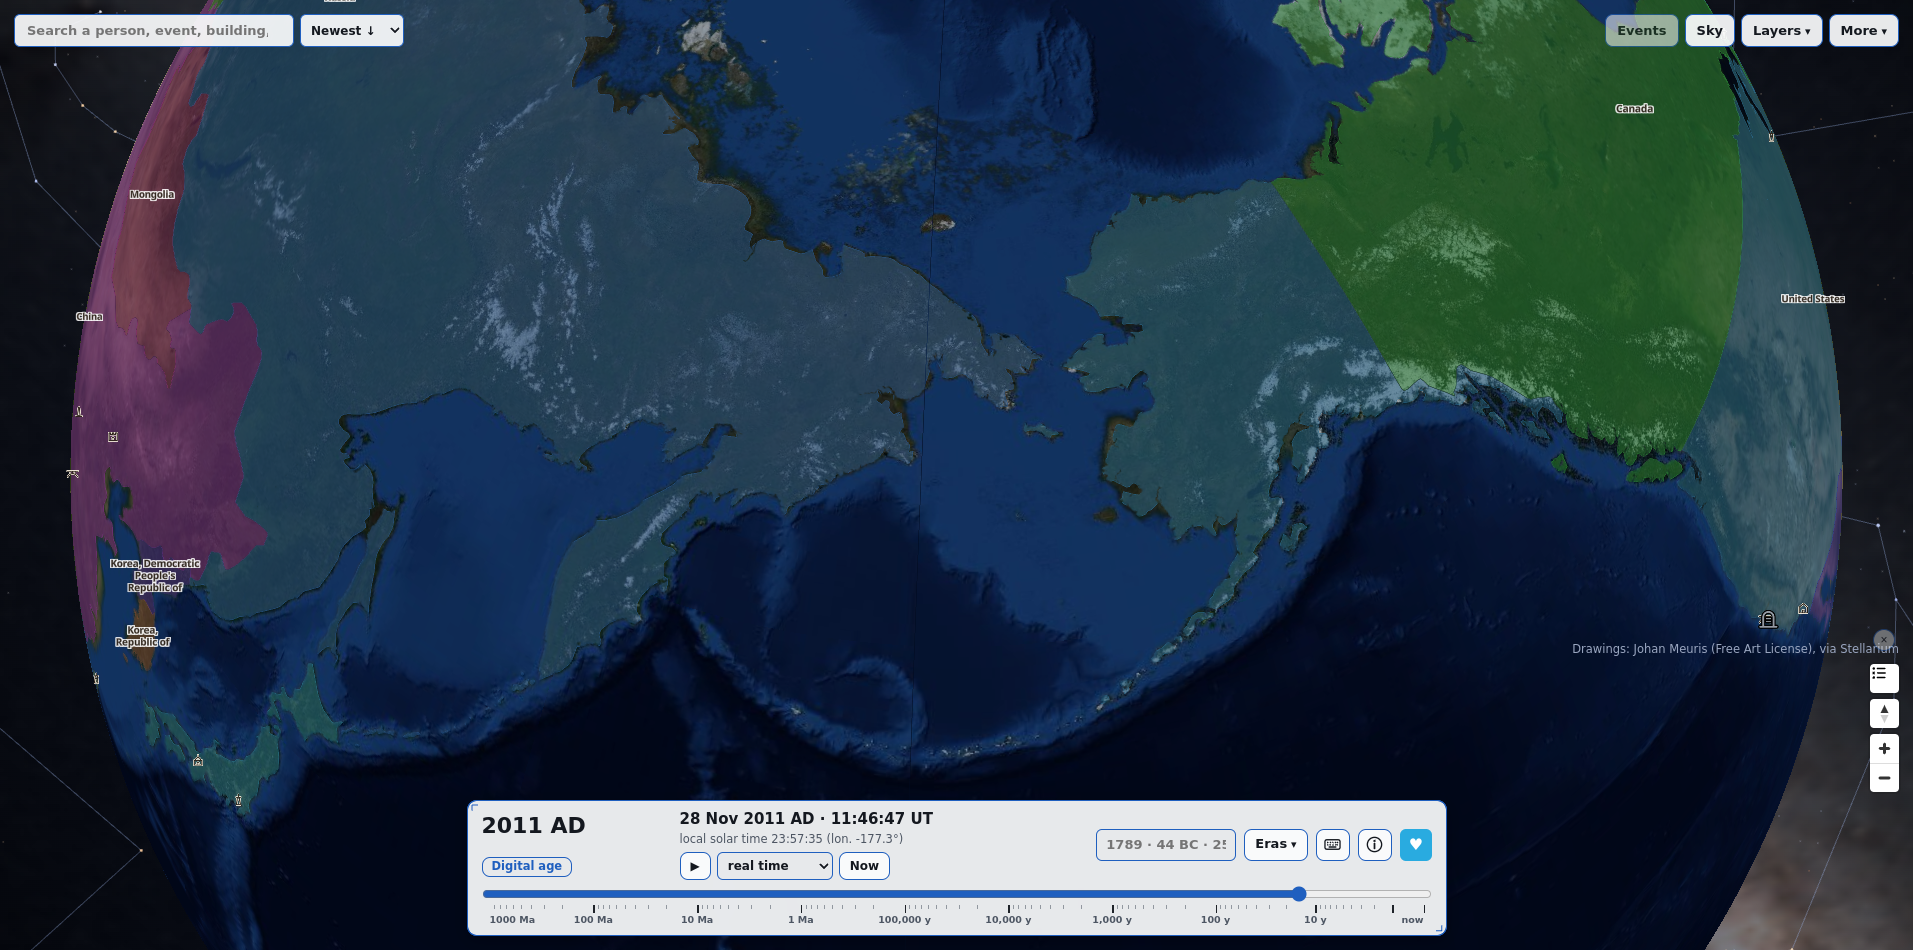 Search a person, event, building,
Newest ↓
Events
Sky
Layers ▾
More ▾
Canada
Mongolia
United States
China
Korea, Democratic
People's
Republic of
Korea,
Republic of
Drawings: Johan Meuris (Free Art License), via Stellarium
2011 AD
28 Nov 2011 AD · 11:46:47 UT
local solar time 23:57:35 (lon. -177.3°)
Digital age
real time
Now
1789 · 44 BC · 25
Eras ▾
1000 Ma
100 Ma
10 Ma
1 Ma
100,000 y
10,000 y
1,000 y
100 y
10 y
now